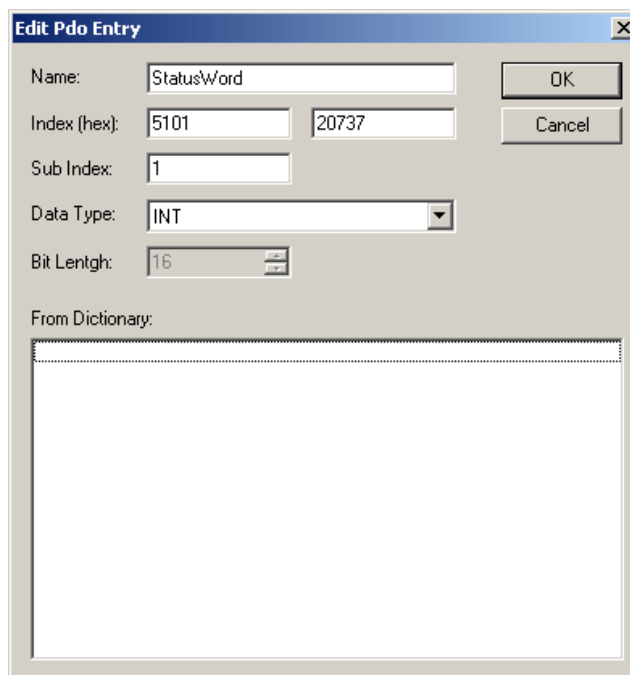 Edit Pdo Entry
Name: StatusWord OK
Index (hex): 5101 20737 Cancel
Sub Index: 1
Data Type: INT
Bit Lentgh: 16
From Dictionary: